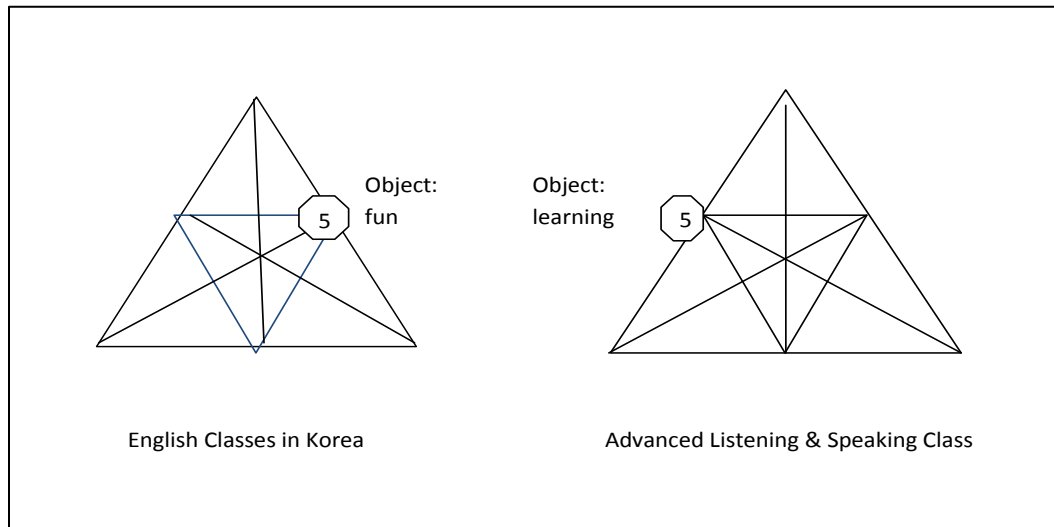 Object:
fun
5
Object:
learning
5
English Classes in Korea
Advanced Listening & Speaking Class